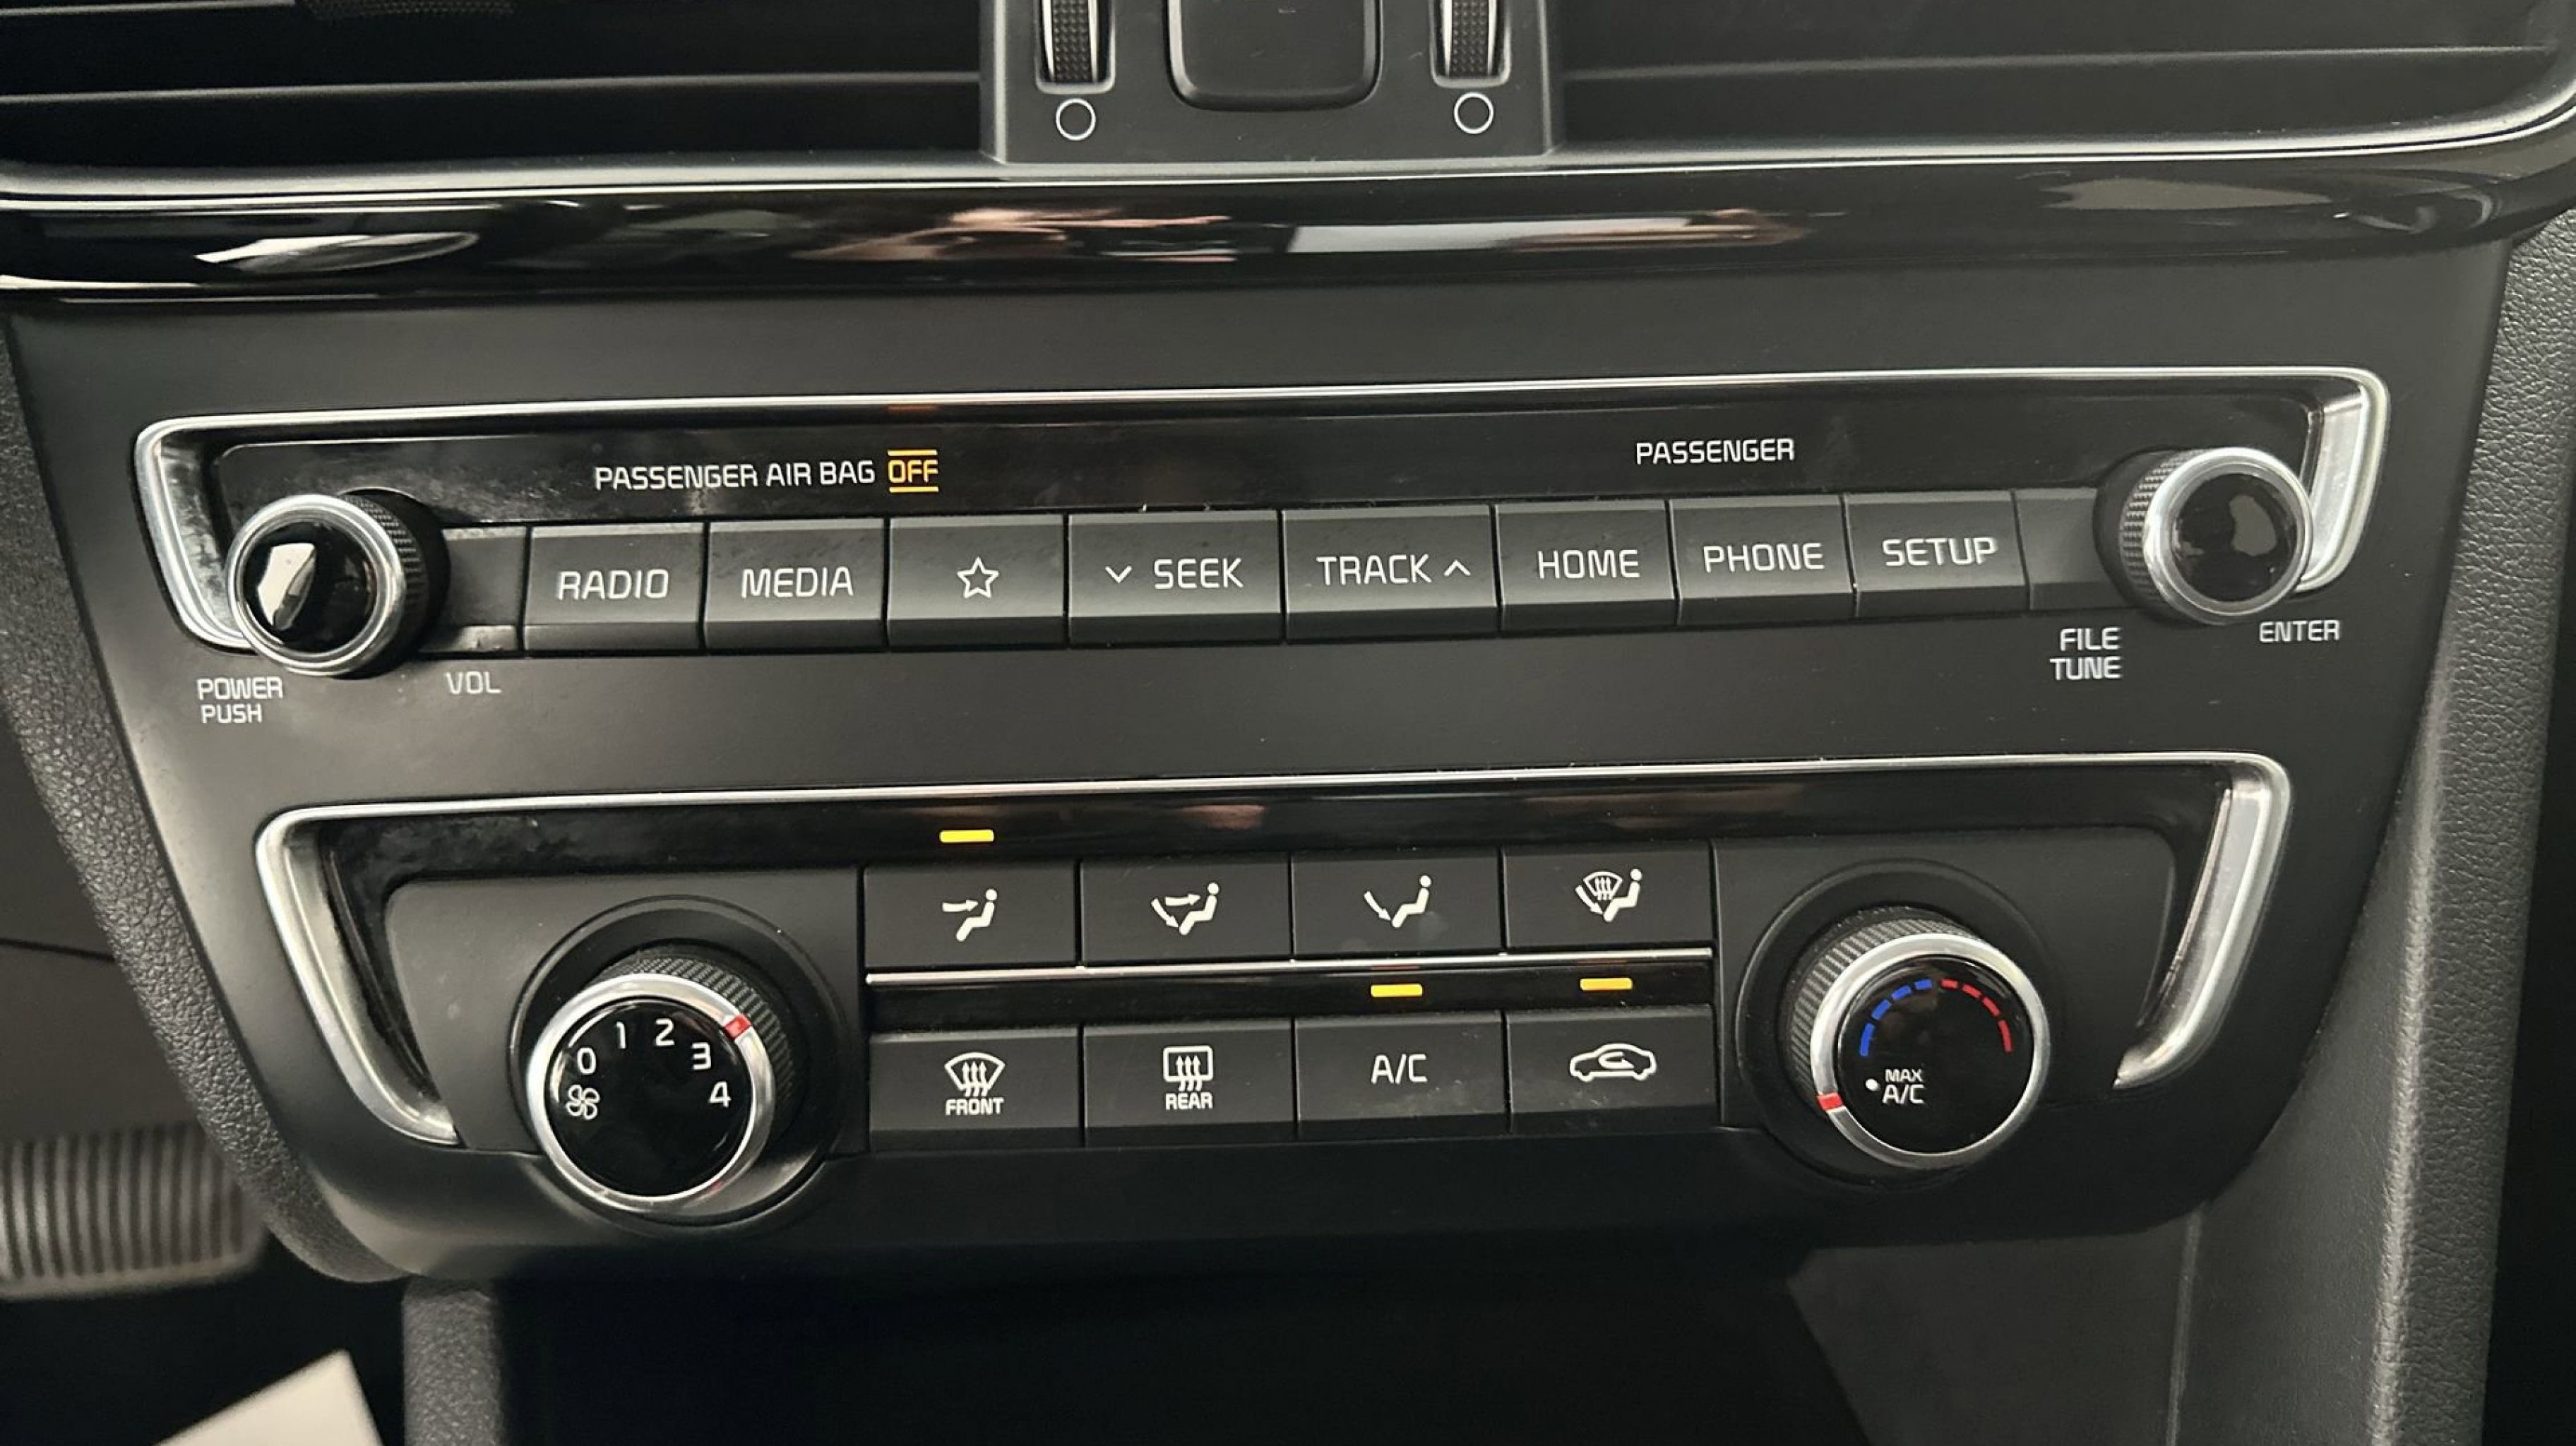 PASSENGER AIR BAG OFF
PASSENGER
RADIO
MEDIA
SEEK
TRACK
HOME
PHONE
SETUP
POWER
PUSH
VOL
FILE
TUNE
ENTER
0 1 2 3 4
FRONT
REAR
A/C
MAX
A/C